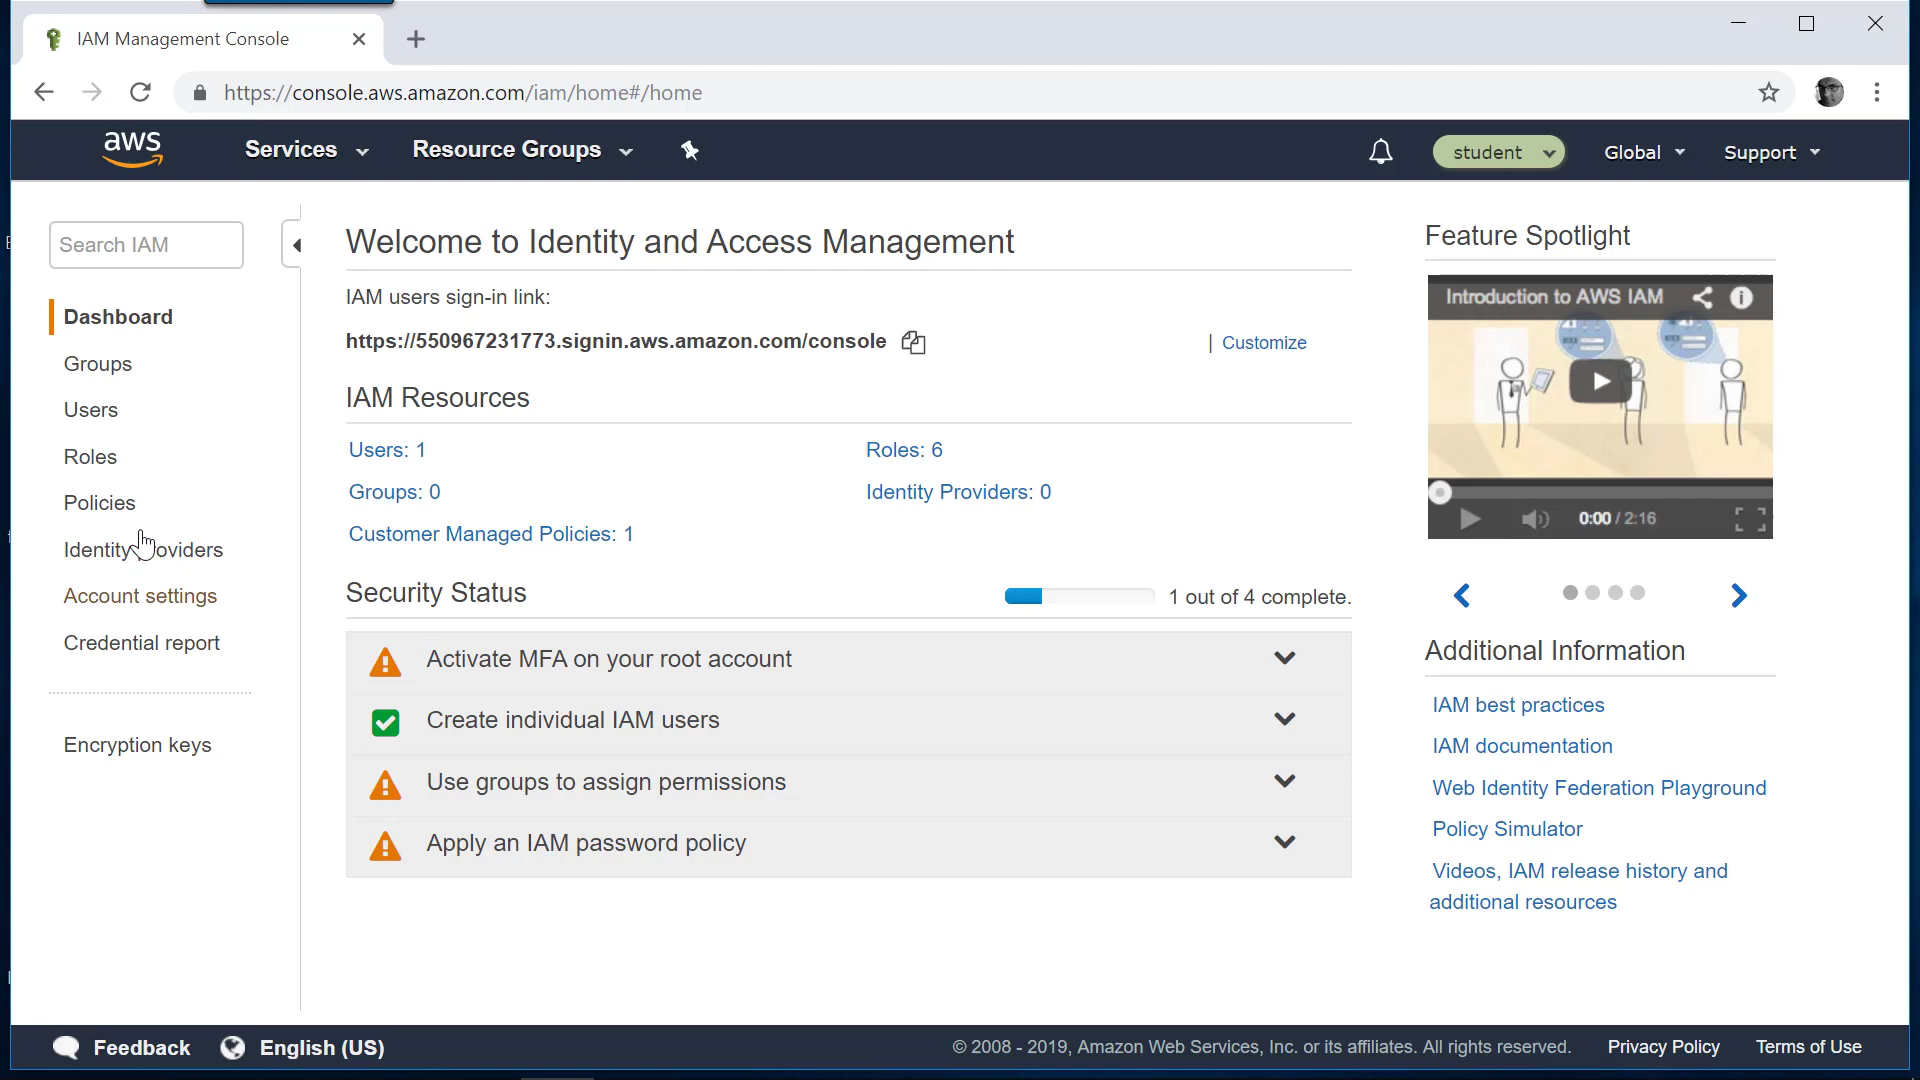 IAM Management Console
https://console.aws.amazon.com/iam/home#/home
aws
Services
Resource Groups
student
Global
Support
Search IAM
Dashboard
Groups
Users
Roles
Policies
Identity Providers
Account settings
Credential report
Encryption keys
Welcome to Identity and Access Management
IAM users sign-in link:
https://550967231773.signin.aws.amazon.com/console
| Customize
IAM Resources
Users: 1
Roles: 6
Groups: 0
Identity Providers: 0
Customer Managed Policies: 1
Security Status
1 out of 4 complete.
Activate MFA on your root account
Create individual IAM users
Use groups to assign permissions
Apply an IAM password policy
Feature Spotlight
Introduction to AWS IAM
0:00 / 2:16
Additional Information
IAM best practices
IAM documentation
Web Identity Federation Playground
Policy Simulator
Videos, IAM release history and
additional resources
Feedback
English (US)
© 2008 - 2019, Amazon Web Services, Inc. or its affiliates. All rights reserved.
Privacy Policy
Terms of Use